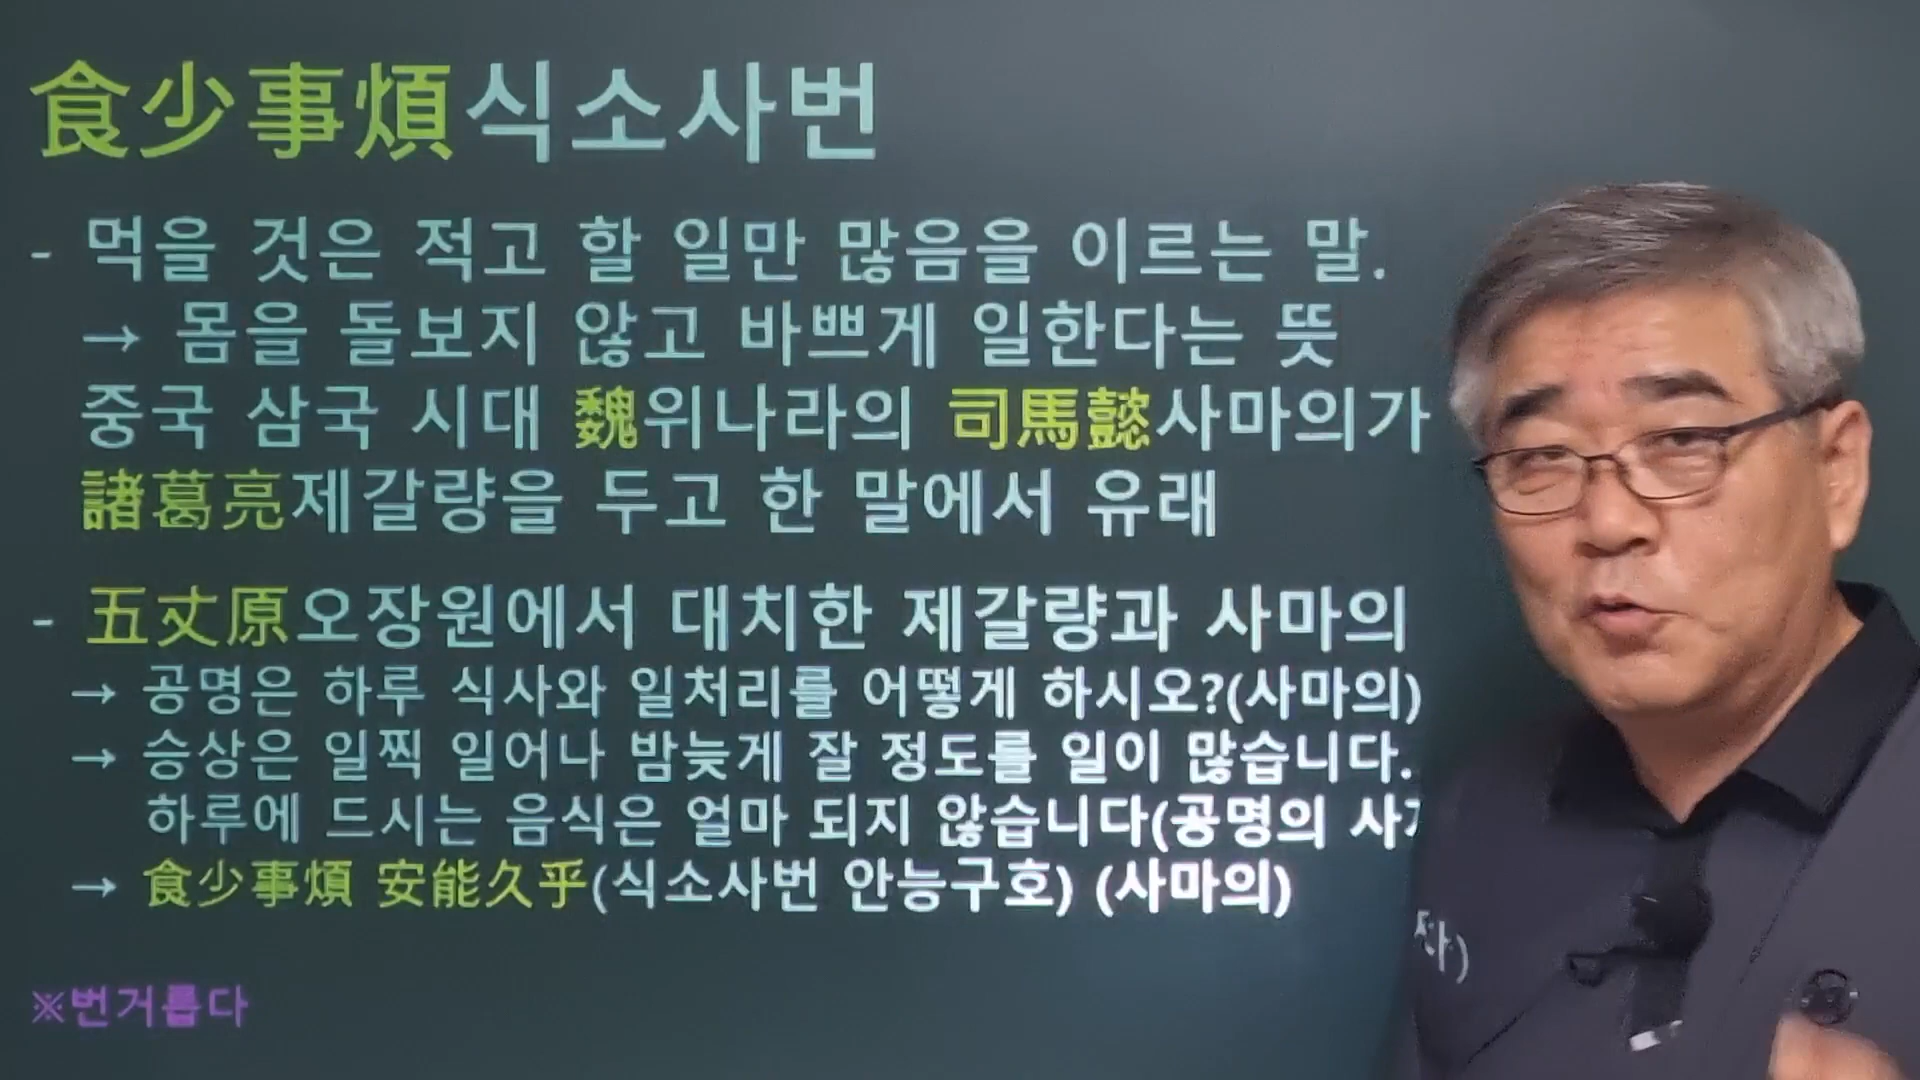 食少事煩식소사번
- 먹을 것은 적고 할 일만 많음을 이르는 말.
→ 몸을 돌보지 않고 바쁘게 일한다는 뜻
중국 삼국 시대 魏위나라의 司馬懿사마의가
諸葛亮제갈량을 두고 한 말에서 유래
- 五丈原오장원에서 대치한 제갈량과 사마의
→ 공명은 하루 식사와 일처리를 어떻게 하시오?(사마의)
→ 승상은 일찍 일어나 밤늦게 잘 정도를 일이 많습니다.
하루에 드시는 음식은 얼마 되지 않습니다(공명의
→ 食少事煩 安能久乎(식소사번 안능구호) (사마의)
※번거롭다